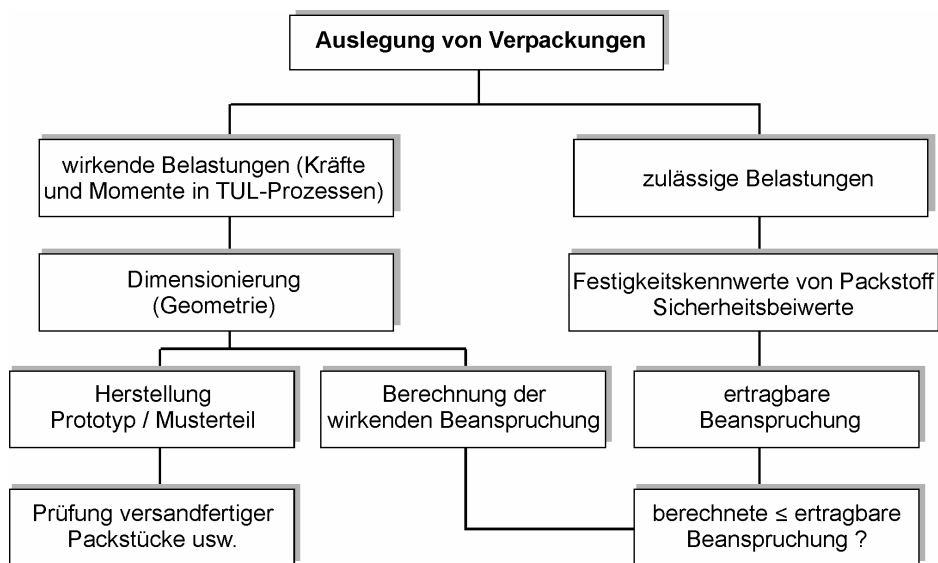 Auslegung von Verpackungen
wirkende Belastungen (Kräfte
und Momente in TUL-Prozessen)
zulässige Belastungen
Dimensionierung
(Geometrie)
Festigkeitskennwerte von Packstoff
Sicherheitsbeiwerte
Herstellung
Prototyp / Musterteil
Berechnung der
wirkenden Beanspruchung
ertragbare
Beanspruchung
Prüfung versandfertiger
Packstücke usw.
berechnete ≤ ertragbare
Beanspruchung ?